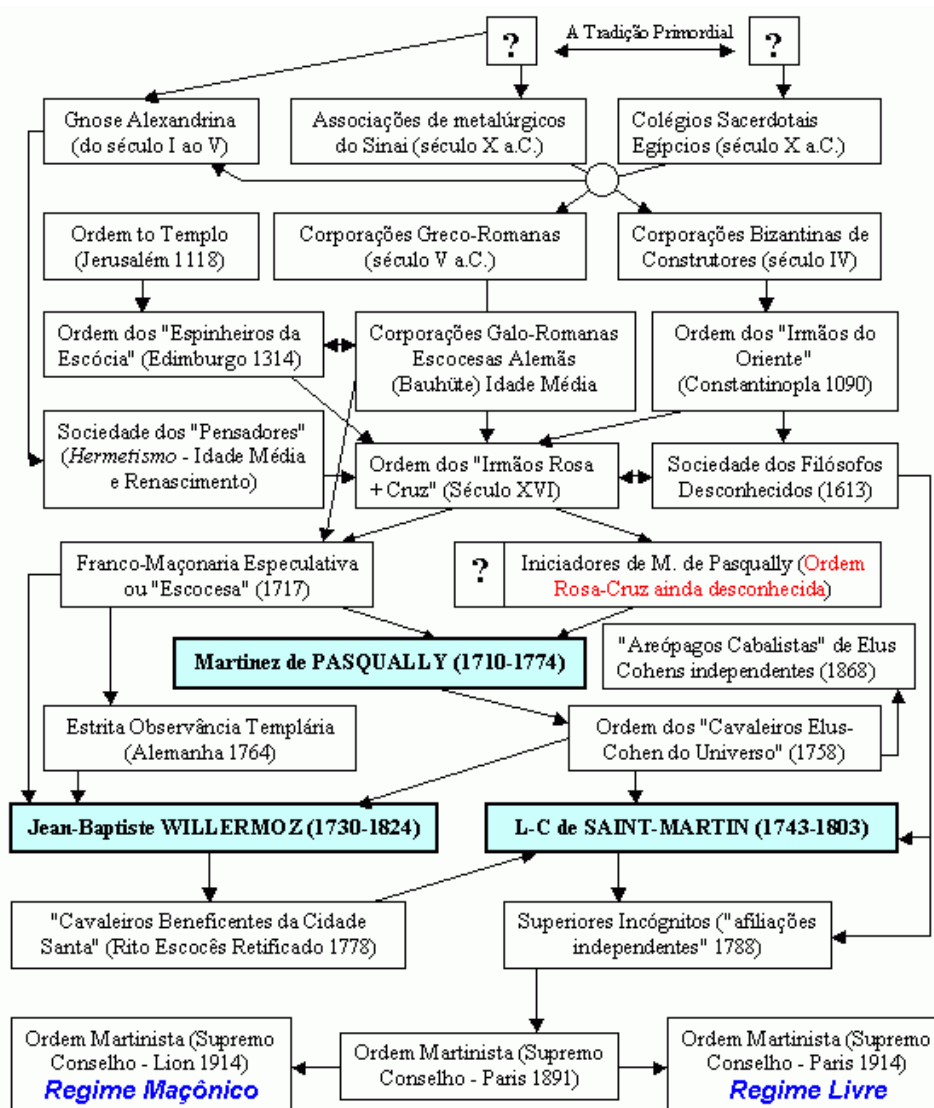 ?
A Tradição Primordial
?
Gnose Alexandrina
(do século I ao V)
Associações de metalúrgicos
do Sinai (século X a.C.)
Colégios Sacerdotais
Egípcios (século X a.C.)
Ordem to Templo
(Jerusalém 1118)
Corporações Greco-Romanas
(século V a.C.)
Corporações Bizantinas de
Construtores (século IV)
Ordem dos "Espinheiros da
Escócia" (Edimburgo 1314)
Corporações Galo-Romanas
Escocesas Alemãs
(Bauhüte) Idade Média
Ordem dos "Irmãos do
Oriente"
(Constantinopla 1090)
Sociedade dos "Pensadores"
(Hermetismo - Idade Média
e Renascimento)
Ordem dos "Irmãos Rosa
+ Cruz" (Século XVI)
Sociedade dos Filósofos
Desconhecidos (1613)
Franco-Maçonaria Especulativa
ou "Escocesa" (1717)
?
Iniciadores de M. de Pasqually (Ordem
Rosa-Cruz ainda desconhecida)
Martinez de PASQUALLY (1710-1774)
"Areópagos Cabalistas" de Elus
Cohens independentes (1868)
Estrita Observância Templária
(Alemanha 1764)
Ordem dos "Cavaleiros Elus-
Cohen do Universo" (1758)
Jean-Baptiste WILLERMOZ (1730-1824)
L-C de SAINT-MARTIN (1743-1803)
"Cavaleiros Beneficentes da Cidade
Santa" (Rito Escocês Retificado 1778)
Superiores Incógnitos ("afiliações
independentes" 1788)
Ordem Martinista (Supremo
Conselho - Lion 1914)
Regime Maçônico
Ordem Martinista (Supremo
Conselho - Paris 1891)
Ordem Martinista (Supremo
Conselho - Paris 1914)
Regime Livre